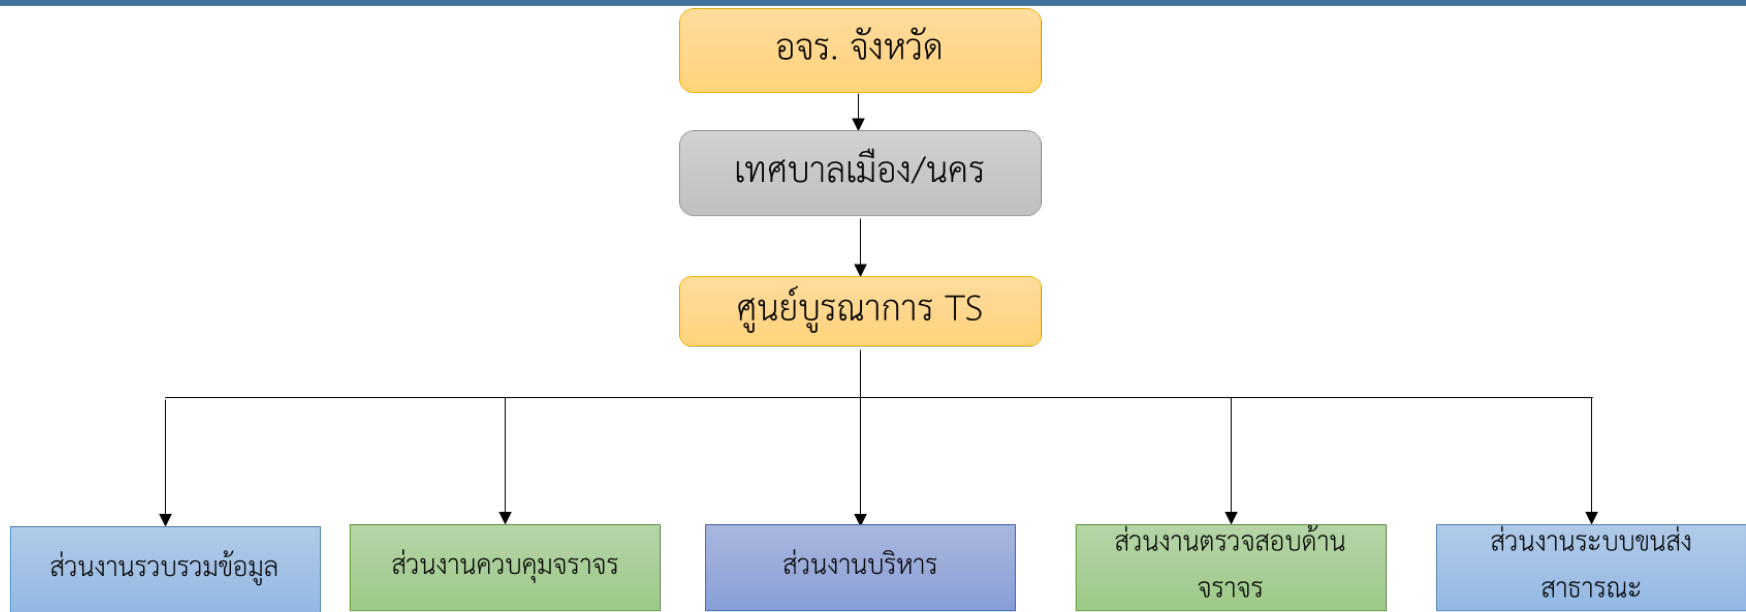 อจร. จังหวัด
เทศบาลเมือง/นคร
ศูนย์บูรณาการ TS
ส่วนงานรวบรวมข้อมูล
ส่วนงานควบคุมจราจร
ส่วนงานบริหาร
ส่วนงานตรวจสอบด้าน
จราจร
ส่วนงานระบบขนส่ง
สาธารณะ